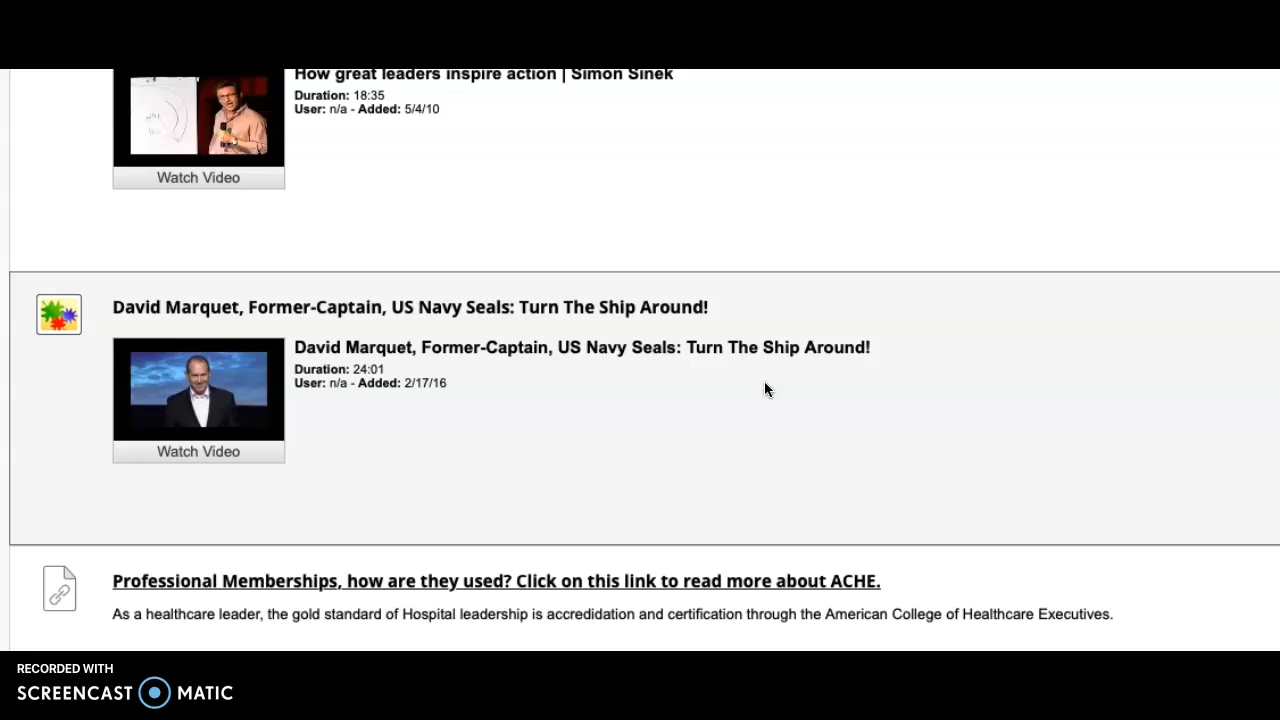 How great leaders inspire action | Simon Sinek
Duration: 18:35
User: n/a - Added: 5/4/10
Watch Video
David Marquet, Former-Captain, US Navy Seals: Turn The Ship Around!
David Marquet, Former-Captain, US Navy Seals: Turn The Ship Around!
Duration: 24:01
User: n/a - Added: 2/17/16
Watch Video
Professional Memberships, how are they used? Click on this link to read more about ACHE.
As a healthcare leader, the gold standard of Hospital leadership is accredidation and certification through the American College of Healthcare Executives.
RECORDED WITH
SCREENCAST MATIC